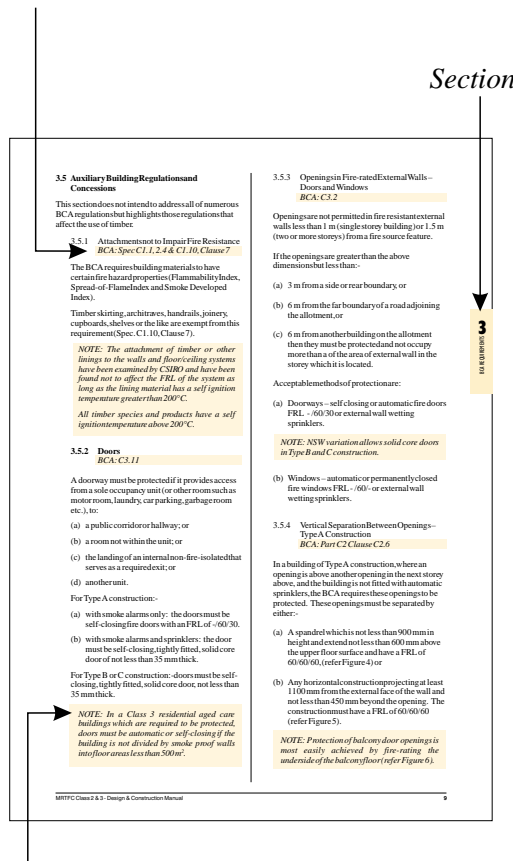 Section
3.5 Auxiliary Building Regulations and
Concessions
This section does not intend to address all of numerous
BCA regulations but highlights those regulations that
affect the use of timber.
3.5.1 Attachments not to Impair Fire Resistance
BCA: Spec C1.1, 2.4 & C1.10, Clause 7
The BCA requires building materials to have
certain fire hazard properties (Flammability Index,
Spread-of-Flame Index and Smoke Developed
Index).
Timber skirting, architraves, handrails, joinery,
cupboards, shelves or the like are exempt from this
requirement (Spec. C1.10, Clause 7).
NOTE: The attachment of timber or other
linings to the walls and floor/ceiling systems
have been examined by CSIRO and have been
found not to affect the FRL of the system as
long as the lining material has a self ignition
temperature greater than 200°C.
All timber species and products have a self
ignition temperature above 200°C.
3.5.2 Doors
BCA: C3.11
A doorway must be protected if it provides access
from a sole occupancy unit (or other room such as
motor room, laundry, car parking, garbage room
etc.), to:
(a) a public corridor or hallway; or
(b) a room not within the unit; or
(c) the landing of an internal non-fire-isolated that
serves as a required exit; or
(d) another unit.
For Type A construction:-
(a) with smoke alarms only: the doors must be
self-closing fire doors with an FRL of -/60/30.
(b) with smoke alarms and sprinklers: the door
must be self-closing, tightly fitted, solid core
door of not less than 35 mm thick.
For Type B or C construction: -doors must be self-
closing, tightly fitted, solid core door, not less than
35 mm thick.
NOTE: In a Class 3 residential aged care
buildings which are required to be protected,
doors must be automatic or self-closing if the
building is not divided by smoke proof walls
into floor areas less than 500 m².
3.5.3 Openings in Fire-rated External Walls –
Doors and Windows
BCA: C3.2
Openings are not permitted in fire resistant external
walls less than 1 m (single storey building) or 1.5 m
(two or more storeys) from a fire source feature.
If the openings are greater than the above
dimensions but less than:-
(a) 3 m from a side or rear boundary, or
(b) 6 m from the far boundary of a road adjoining
the allotment, or
(c) 6 m from another building on the allotment
then they must be protected and not occupy
more than a of the area of external wall in the
storey which it is located.
Acceptable methods of protection are:
(a) Doorways – self closing or automatic fire doors
FRL - /60/30 or external wall wetting
sprinklers.
NOTE: NSW variation allows solid core doors
in Type B and C construction.
(b) Windows – automatic or permanently closed
fire windows FRL - /60/- or external wall
wetting sprinklers.
3.5.4 Vertical Separation Between Openings –
Type A Construction
BCA: Part C2 Clause C2.6
In a building of Type A construction, where an
opening is above another opening in the next storey
above, and the building is not fitted with automatic
sprinklers, the BCA requires these openings to be
protected. These openings must be separated by
either:-
(a) A spandrel which is not less than 900 mm in
height and extend not less than 600 mm above
the upper floor surface and have a FRL of
60/60/60, (refer Figure 4) or
(b) Any horizontal construction projecting at least
1100 mm from the external face of the wall and
not less than 450 mm beyond the opening. The
construction must have a FRL of 60/60/60
(refer Figure 5).
NOTE: Protection of balcony door openings is
most easily achieved by fire-rating the
underside of the balcony floor (refer Figure 6).
3
BCA REQUIREMENTS
MRTFC Class 2 & 3 - Design & Construction Manual
9